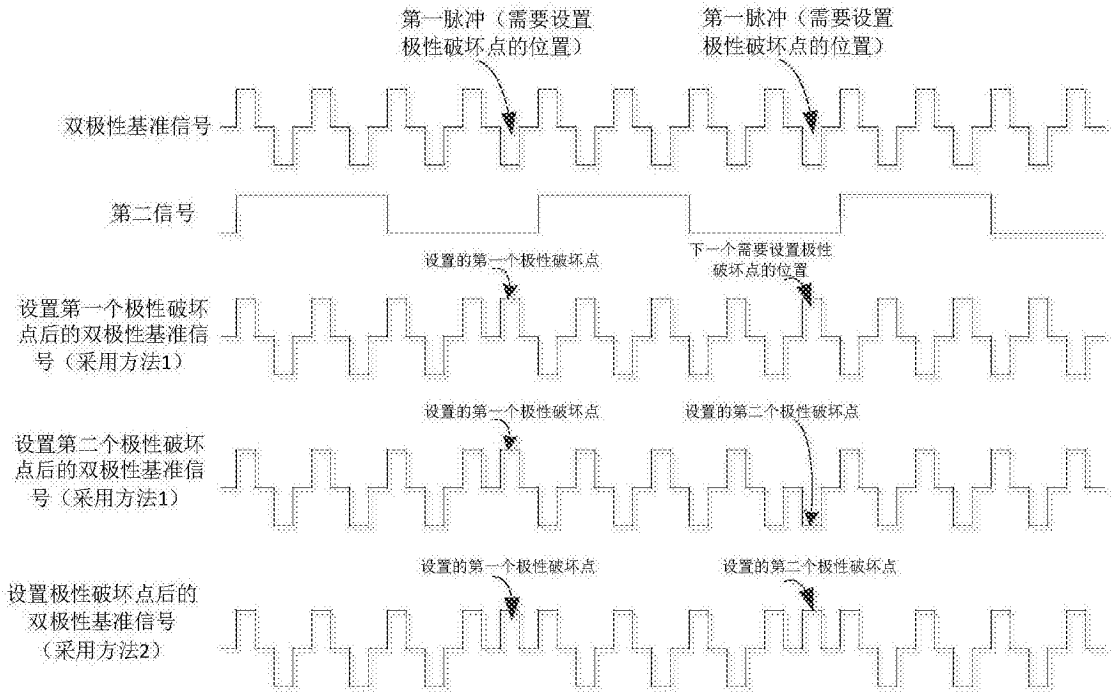 第一脉冲（需要设置
极性破坏点的位置）
第一脉冲（需要设置
极性破坏点的位置）
双极性基准信号
第二信号
设置的第一个极性破坏点
下一个需要设置极性
破坏点的位置
设置第一个极性破坏
点后的双极性基准信
号（采用方法1）
设置的第一个极性破坏点
设置的第二个极性破坏点
设置第二个极性破坏
点后的双极性基准信
号（采用方法1）
设置的第一个极性破坏点
设置的第二个极性破坏点
设置极性破坏点后的
双极性基准信号
（采用方法2）